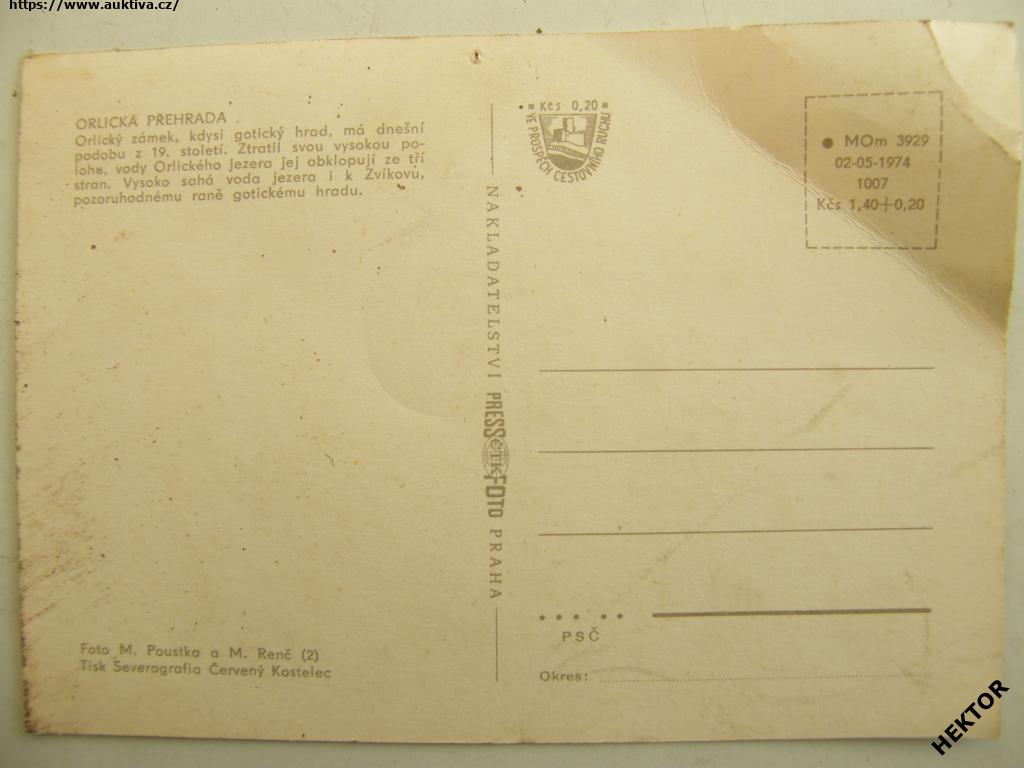 https://www.auktiva.cz/
ORLICKÁ PŘEHRADA
Orlický zámek, kdysi gotický hrad, má dnešní
podobu z 19. století. Ztratil svou vysokou po-
lohe, vody Orlického jezera jej obklopují ze tří
stran. Vysoko sahá voda jezera i k Zvíkovu,
pozoruhodnému raně gotickému hradu.
Foto M. Poustka a M. Renč (2)
Tisk Severografia Červený Kostelec
NAKLADATELSTVÍ PRESSFOTO PRAHA
ČTK
Kčs 0,20
VE PROSPĚCH CESTOVNÍHO RUCHU
MOm 3929
02-05-1974
1007
Kčs 1,40+0,20
PSČ
Okres:
HEKTOR